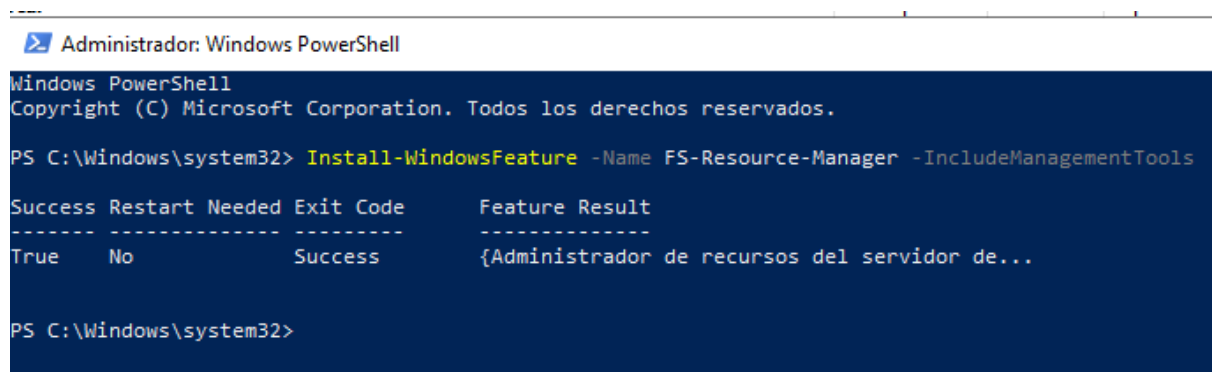 Administrador: Windows PowerShell
Windows PowerShell
Copyright (C) Microsoft Corporation. Todos los derechos reservados.
PS C:\Windows\system32> Install-WindowsFeature -Name FS-Resource-Manager -IncludeManagementTools
Success Restart Needed Exit Code      Feature Result
------- -------------- ---------      --------------
True    No             Success        {Administrador de recursos del servidor de...
PS C:\Windows\system32>